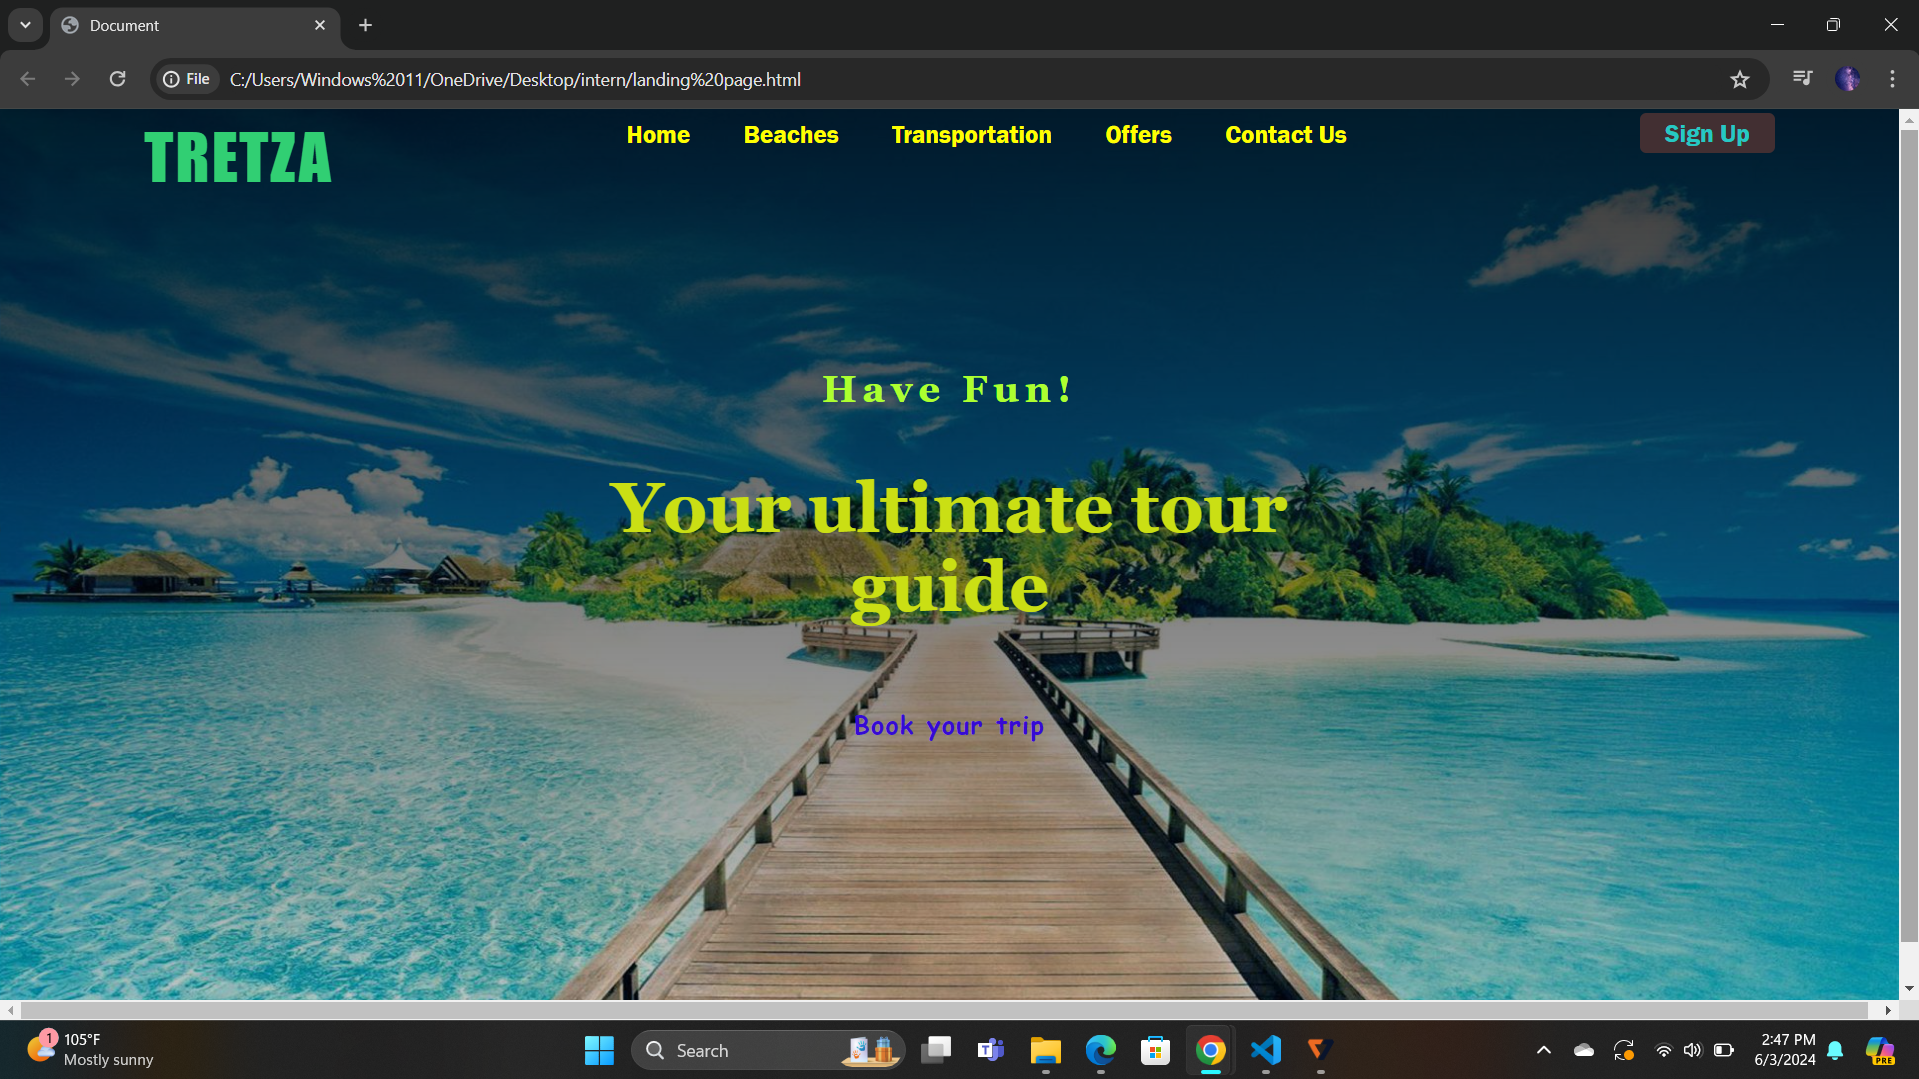 Document
File
C:/Users/Windows%2011/OneDrive/Desktop/intern/landing%20page.html
TRETZA
Home
Beaches
Transportation
Offers
Contact Us
Sign Up
Have Fun!
Your ultimate tour
guide
Book your trip
1
105°F
Mostly sunny
Search
T
2:47 PM
6/3/2024
PRE